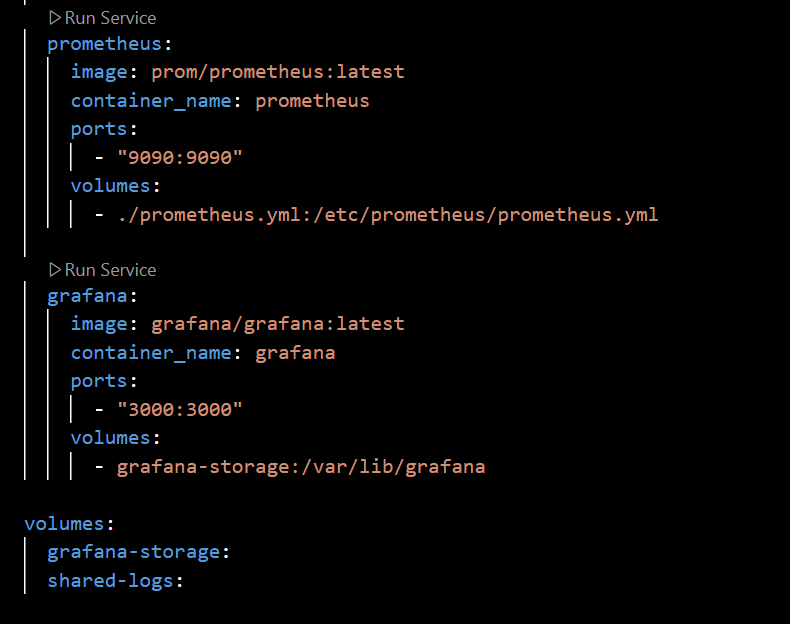 Run Service
prometheus:
image: prom/prometheus:latest
container_name: prometheus
ports:
- "9090:9090"
volumes:
- ./prometheus.yml:/etc/prometheus/prometheus.yml
Run Service
grafana:
image: grafana/grafana:latest
container_name: grafana
ports:
- "3000:3000"
volumes:
- grafana-storage:/var/lib/grafana
volumes:
grafana-storage:
shared-logs: